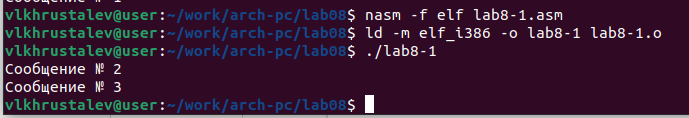 vlkhrustalev@user:~/work/arch-pc/lab08$ nasm -f elf lab8-1.asm
vlkhrustalev@user:~/work/arch-pc/lab08$ ld -m elf_i386 -o lab8-1 lab8-1.o
vlkhrustalev@user:~/work/arch-pc/lab08$ ./lab8-1
Сообщение № 2
Сообщение № 3
vlkhrustalev@user:~/work/arch-pc/lab08$